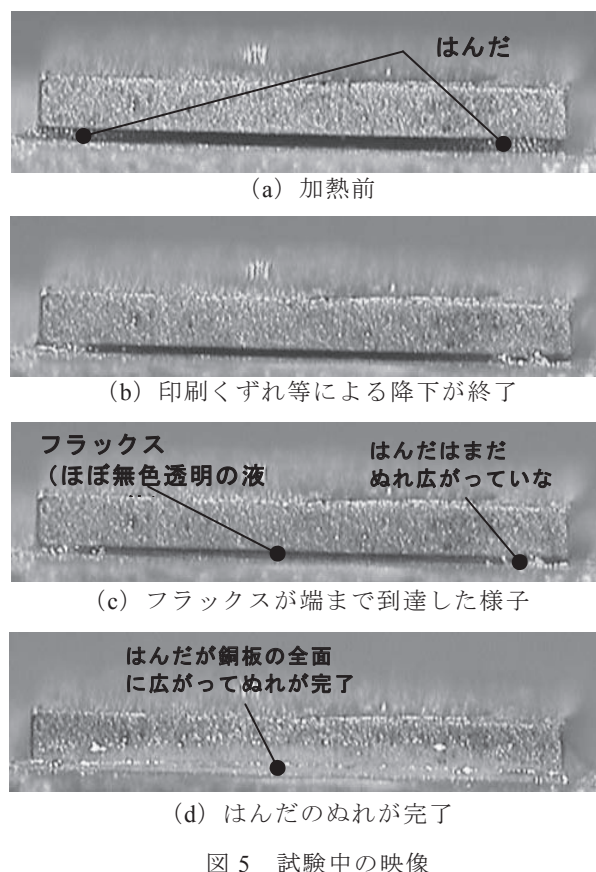 はんだ
(a)加熱前
(b)印刷くずれ等による降下が終了
フラックス
(ほぼ無色透明の液
はんだはまだ
ぬれ広がっていな
(c)フラックスが端まで到達した様子
はんだが銅板の全面
に広がってぬれが完了
(d)はんだのぬれが完了
図 5 試験中の映像